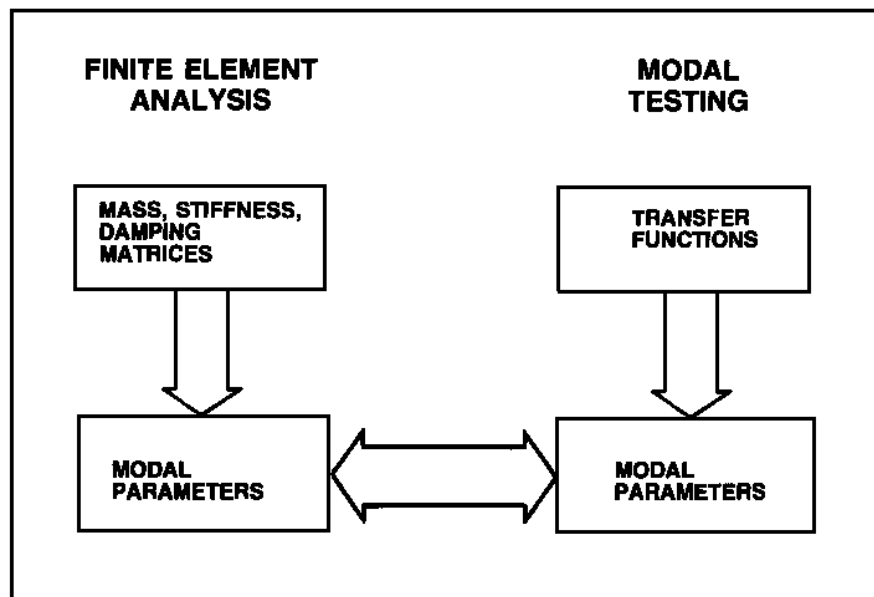 FINITE ELEMENT
ANALYSIS
MODAL
TESTING
MASS, STIFFNESS,
DAMPING
MATRICES
TRANSFER
FUNCTIONS
MODAL
PARAMETERS
MODAL
PARAMETERS